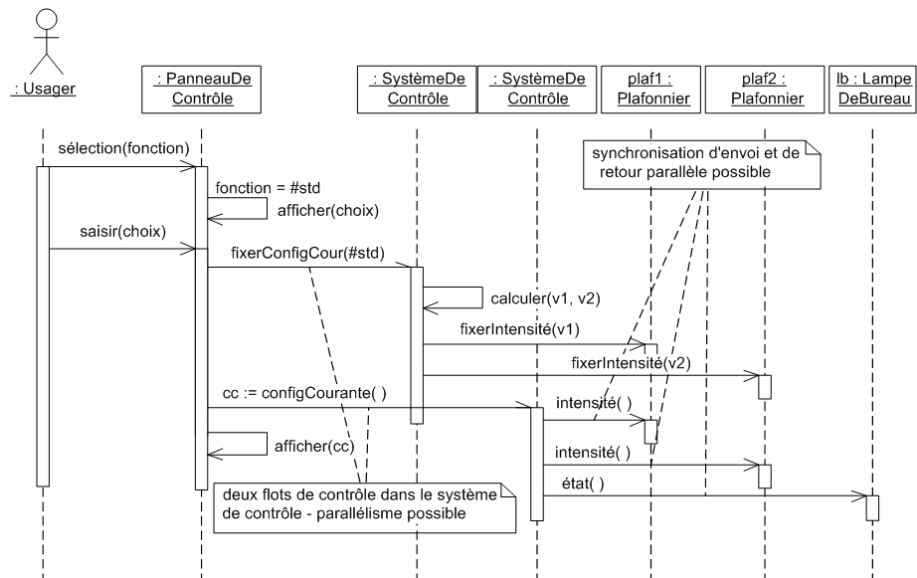 : Usager
: PanneauDe
Contrôle
: SystèmeDe
Contrôle
: SystèmeDe
Contrôle
plaf1 :
Plafonnier
plaf2 :
Plafonnier
lb : Lampe
DeBureau
sélection(fonction)
synchronisation d'envoi et de
retour parallèle possible
fonction = #std
afficher(choix)
saisir(choix)
fixerConfigCour(#std)
calculer(v1, v2)
fixerIntensité(v1)
fixerIntensité(v2)
cc := configCourante( )
intensité( )
afficher(cc)
intensité( )
état( )
deux flots de contrôle dans le système
de contrôle - parallélisme possible